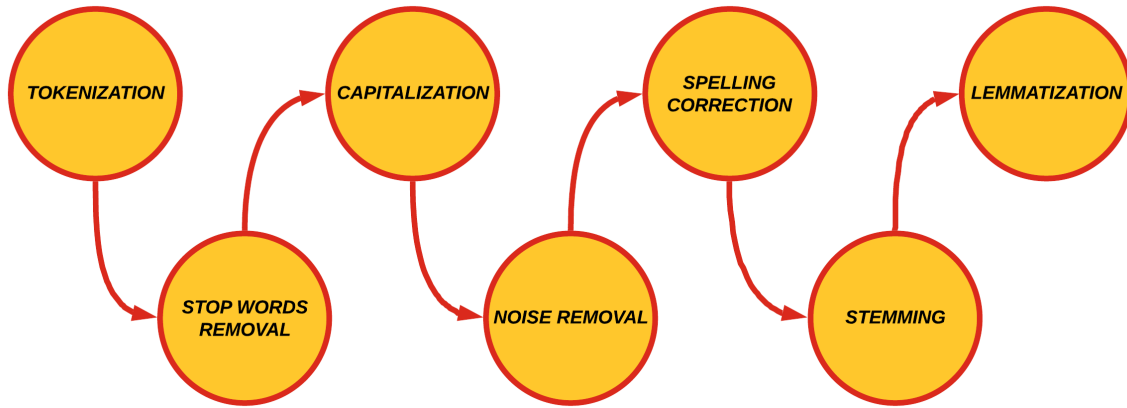 TOKENIZATION
STOP WORDS
REMOVAL
CAPITALIZATION
NOISE REMOVAL
SPELLING
CORRECTION
STEMMING
LEMMATIZATION